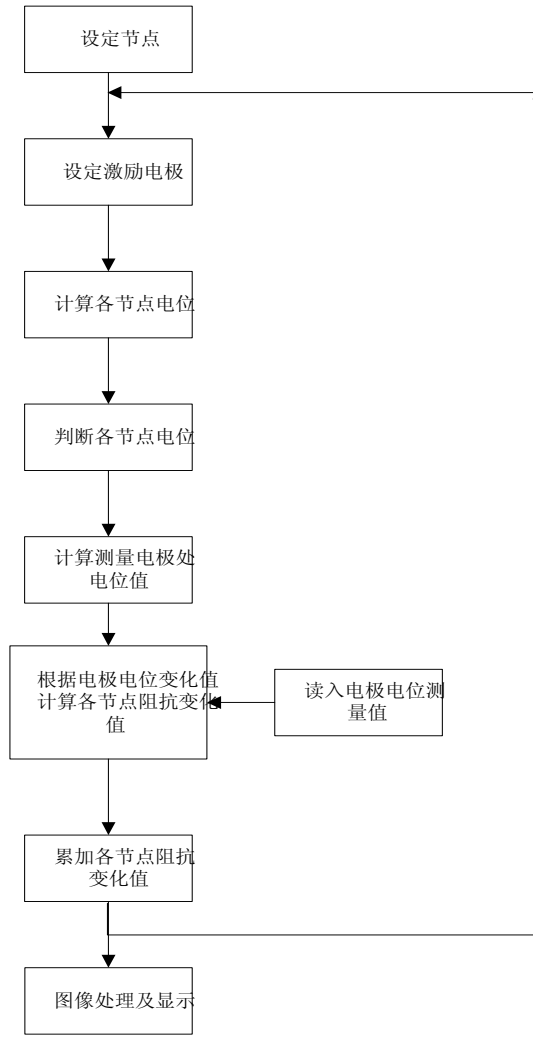 设定节点
设定激励电极
计算各节点电位
判断各节点电位
计算测量电极处
电位值
根据电极电位变化值
计算各节点阻抗变化
值
读入电极电位测
量值
累加各节点阻抗
变化值
图像处理及显示